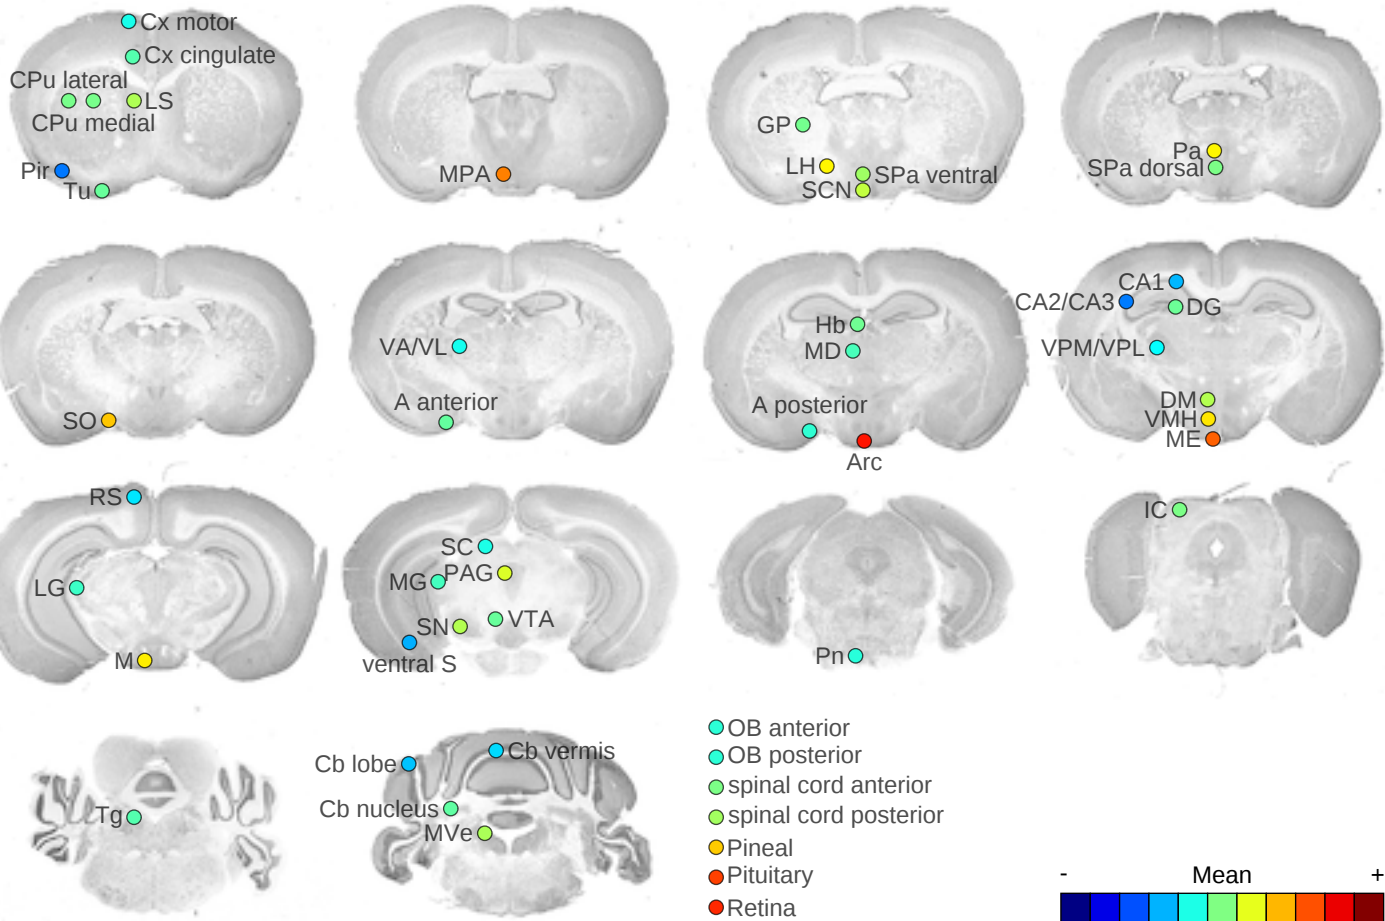 Cx motor
Cx cingulate
CPu lateral
LS
CPu medial
Pir
Tu
MPA
GP
LH
SPa ventral
SCN
Pa
SPa dorsal
SO
VA/VL
A anterior
Hb
MD
A posterior
Arc
CA1
CA2/CA3
DG
VPM/VPL
DM
VMH
ME
RS
LG
M
SC
PAG
MG
VTA
SN
ventral S
Pn
IC
Tg
Cb vermis
Cb lobe
Cb nucleus
MVe
OB anterior
OB posterior
spinal cord anterior
spinal cord posterior
Pineal
Pituitary
Retina
- Mean +